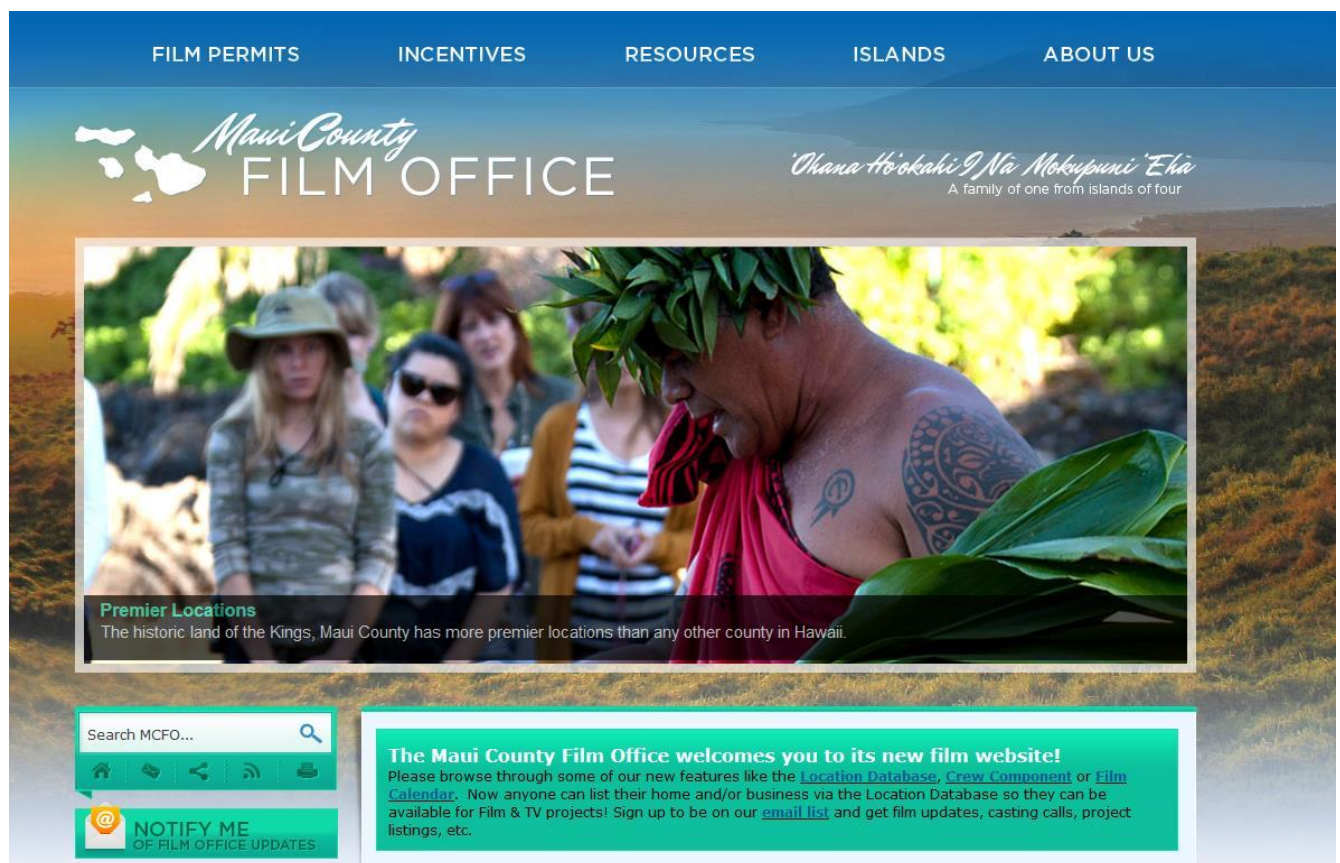 FILM PERMITS
INCENTIVES
RESOURCES
ISLANDS
ABOUT US
Maui County
FILM OFFICE
'Ohana Ho'okahi I Nā Mokupuni 'Ehā
A family of one from islands of four
Premier Locations
The historic land of the Kings, Maui County has more premier locations than any other county in Hawaii.
Search MCFO...
NOTIFY ME
OF FILM OFFICE UPDATES
The Maui County Film Office welcomes you to its new film website!
Please browse through some of our new features like the Location Database, Crew Component or Film
Calendar.  Now anyone can list their home and/or business via the Location Database so they can be
available for Film & TV projects! Sign up to be on our email list and get film updates, casting calls, project
listings, etc.